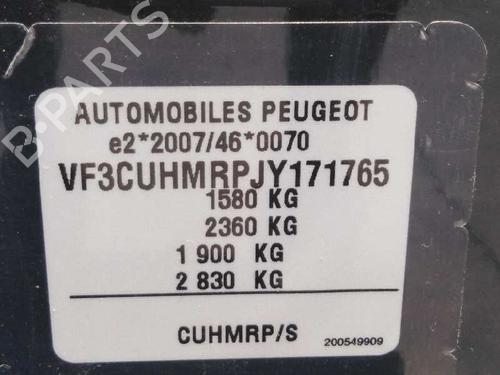 B-PARTS
AUTOMOBILES PEUGEOT
e2*2007/46*0070
VF3CUHMRPJY171765
1580 KG
2360 KG
1 900 KG
2 830 KG
CUHMRP/S
200549909